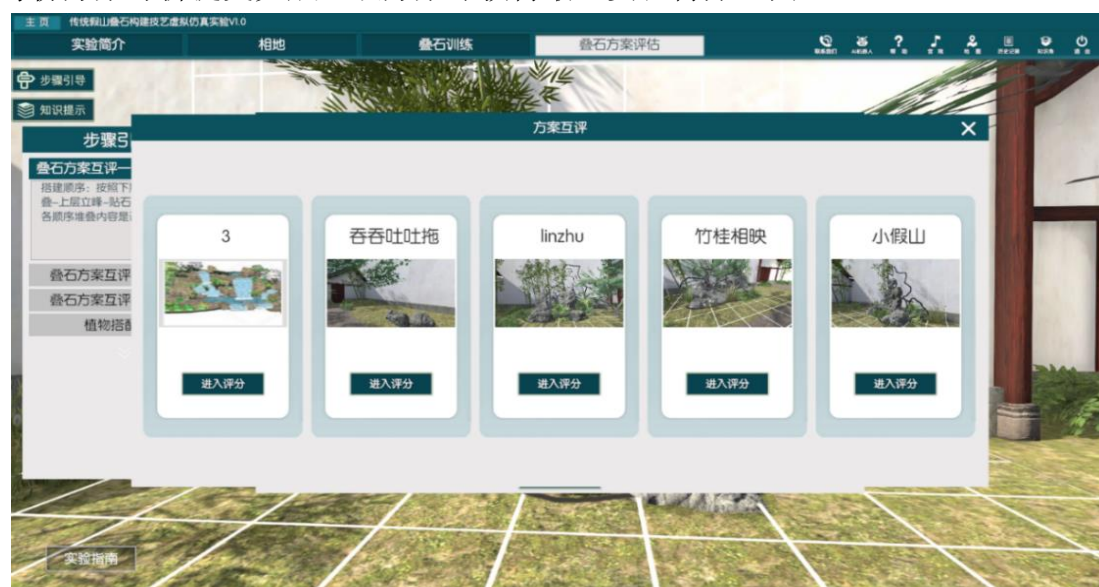 主页 传统假山叠石构建技艺虚拟仿真实验V1.0
实验简介 相地 叠石训练 叠石方案评估
步骤引导
知识提示
方案互评
步骤引
叠石方案互评一
搭建顺序：按照下
叠-上层立峰-贴石
各顺序堆叠内容是
叠石方案互评
叠石方案互评
植物搭配
3 吞吞吐吐拖 linzhu 竹桂相映 小假山
进入评分 进入评分 进入评分 进入评分 进入评分
实验指南